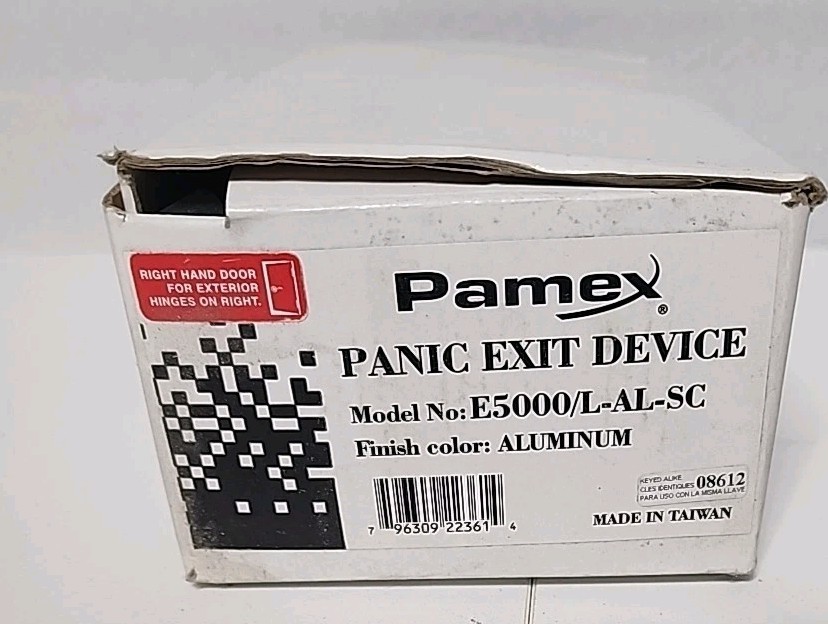 RIGHT HAND DOOR
FOR EXTERIOR
HINGES ON RIGHT.
Pamex®
PANIC EXIT DEVICE
Model No: E5000/L-AL-SC
Finish color: ALUMINUM
7 96309 22361 4
KEYED ALIKE
CLES IDENTIQUES 08612
PARA USO CON LA MISMA LLAVE
MADE IN TAIWAN